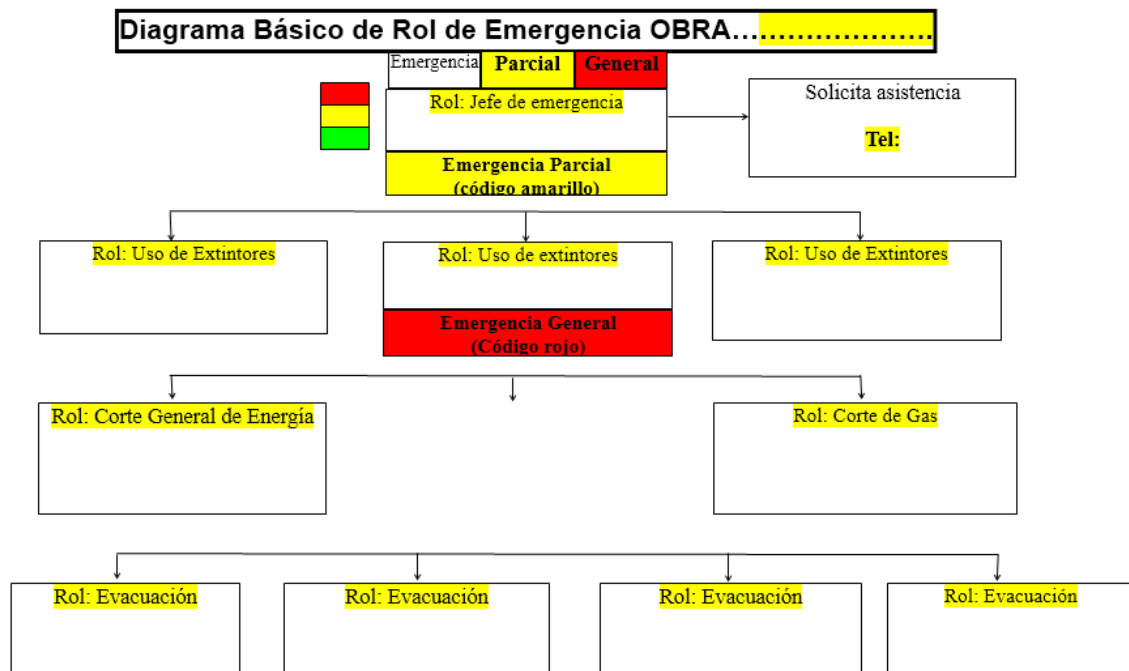 Diagrama Básico de Rol de Emergencia OBRA…………………
Emergencia Parcial General
Rol: Jefe de emergencia
Solicita asistencia
Tel:
Emergencia Parcial
(código amarillo)
Rol: Uso de Extintores
Rol: Uso de extintores
Rol: Uso de Extintores
Emergencia General
(Código rojo)
Rol: Corte General de Energía
Rol: Corte de Gas
Rol: Evacuación
Rol: Evacuación
Rol: Evacuación
Rol: Evacuación